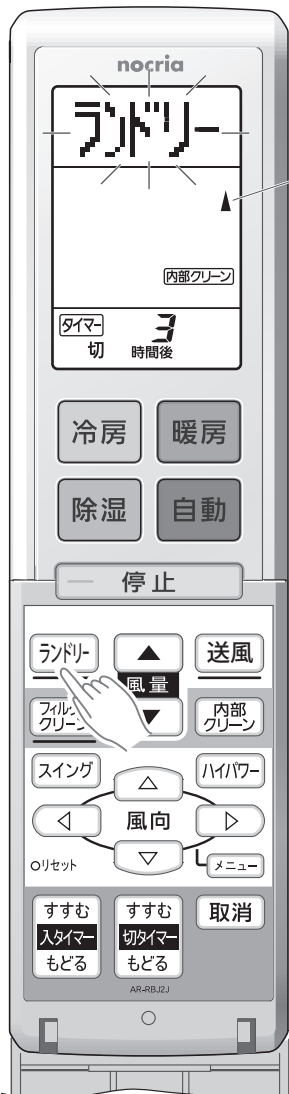 nocria
ランドリー
内部クリーン
タイマー 3
切 時間後
冷房 暖房
除湿 自動
停止
ランドリー 風量 送風
フィル
クリーン
内部
クリーン
スイング ハイパワー
風向
リセット メニュー
すすむ すすむ 取消
入タイマー 切タイマー
もどる もどる
AR-RBJ2J